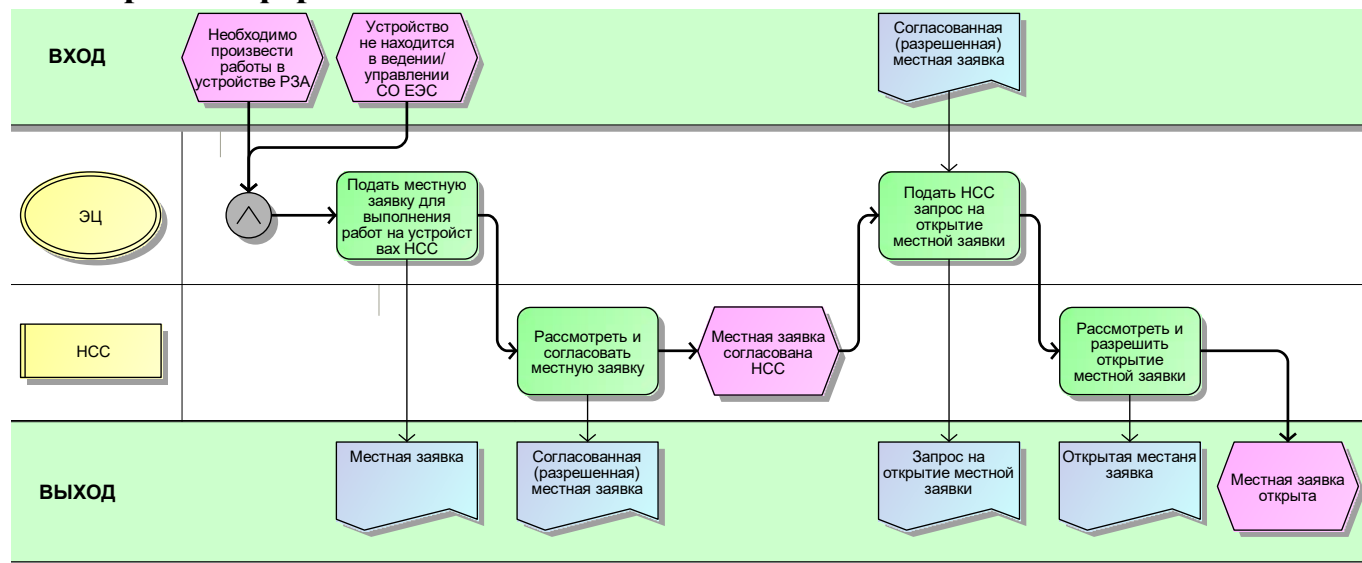 ВХОД
Необходимо
произвести
работы в
устройстве РЗА
Устройство
не находится
в ведении/
управлении
СО ЕЭС
Согласованная
(разрешенная)
местная заявка
ЭЦ
Подать местную
заявку для
выполнения
работ на устройст
вах НСС
Подать НСС
запрос на
открытие
местной заявки
НСС
Рассмотреть и
согласовать
местную заявку
Местная заявка
согласована
НСС
Рассмотреть и
разрешить
открытие
местной заявки
ВЫХОД
Местная заявка
Согласованная
(разрешенная)
местная заявка
Запрос на
открытие местной
заявки
Открытая местаня
заявка
Местная заявка
открыта